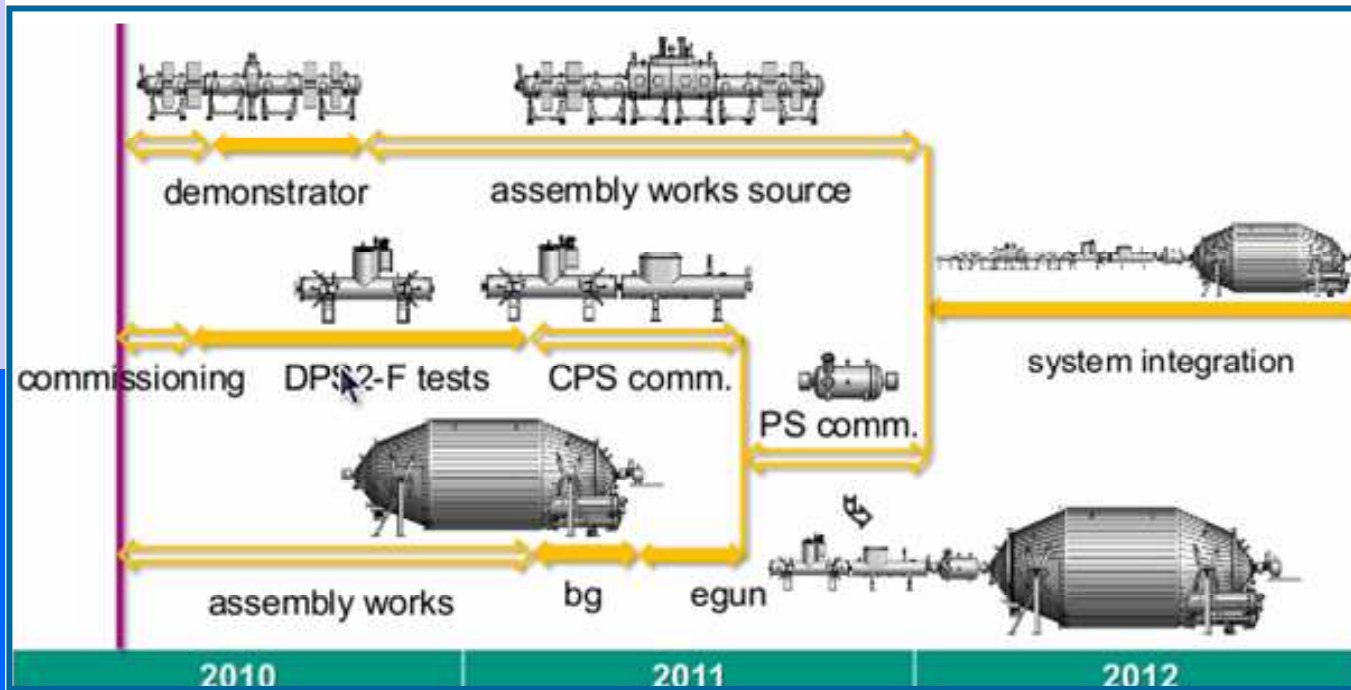 demonstrator
assembly works source
commissioning
DPS2-F tests
CPS comm.
PS comm.
system integration
assembly works
bg
egun
2010
2011
2012